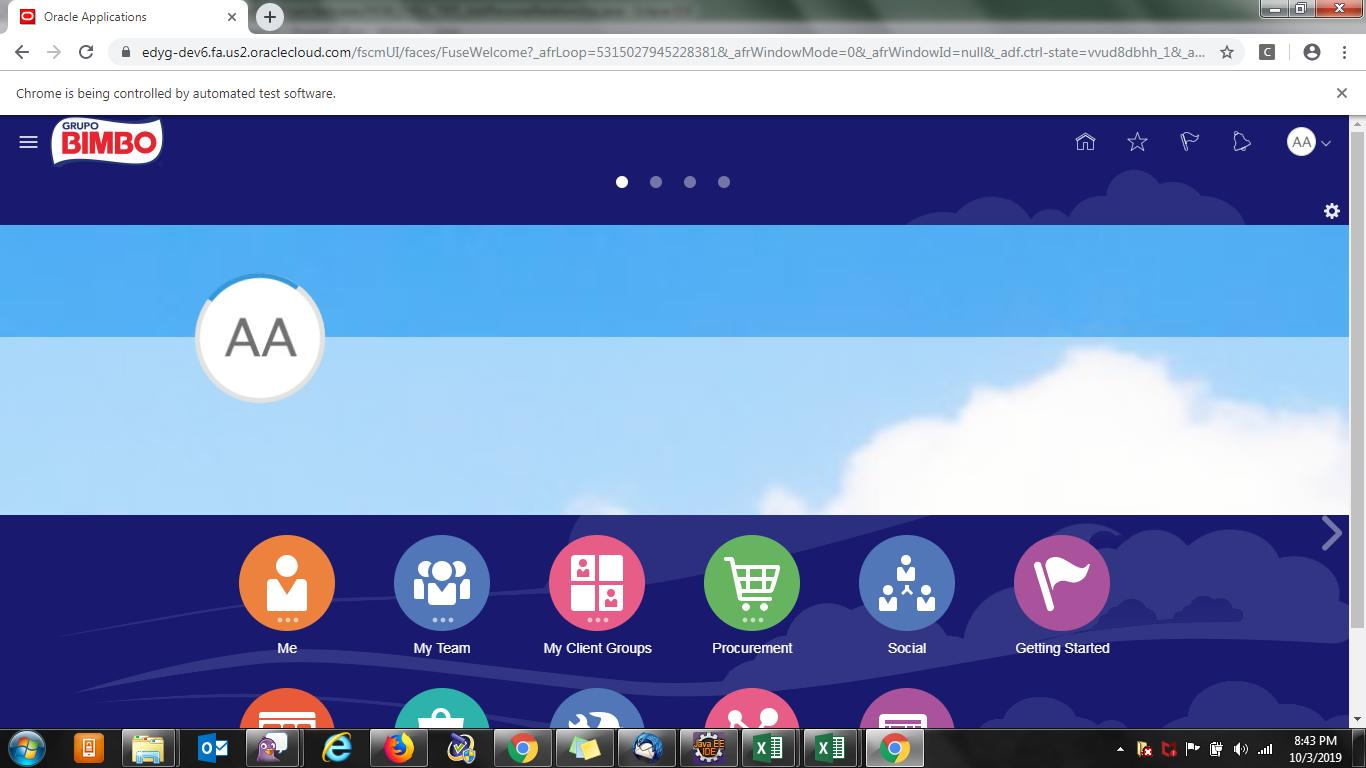 Oracle Applications
edyg-dev6.fa.us2.oraclecloud.com/fscmUI/faces/FuseWelcome?_afrLoop=5315027945228381&_afrWindowMode=0&_afrWindowId=null&_adf.ctrl-state=vvud8dbhh_1&_a...
C
Chrome is being controlled by automated test software.
GRUPO
BIMBO
AA
AA
Me
My Team
My Client Groups
Procurement
Social
Getting Started
Java EE
IDE
8:43 PM
10/3/2019